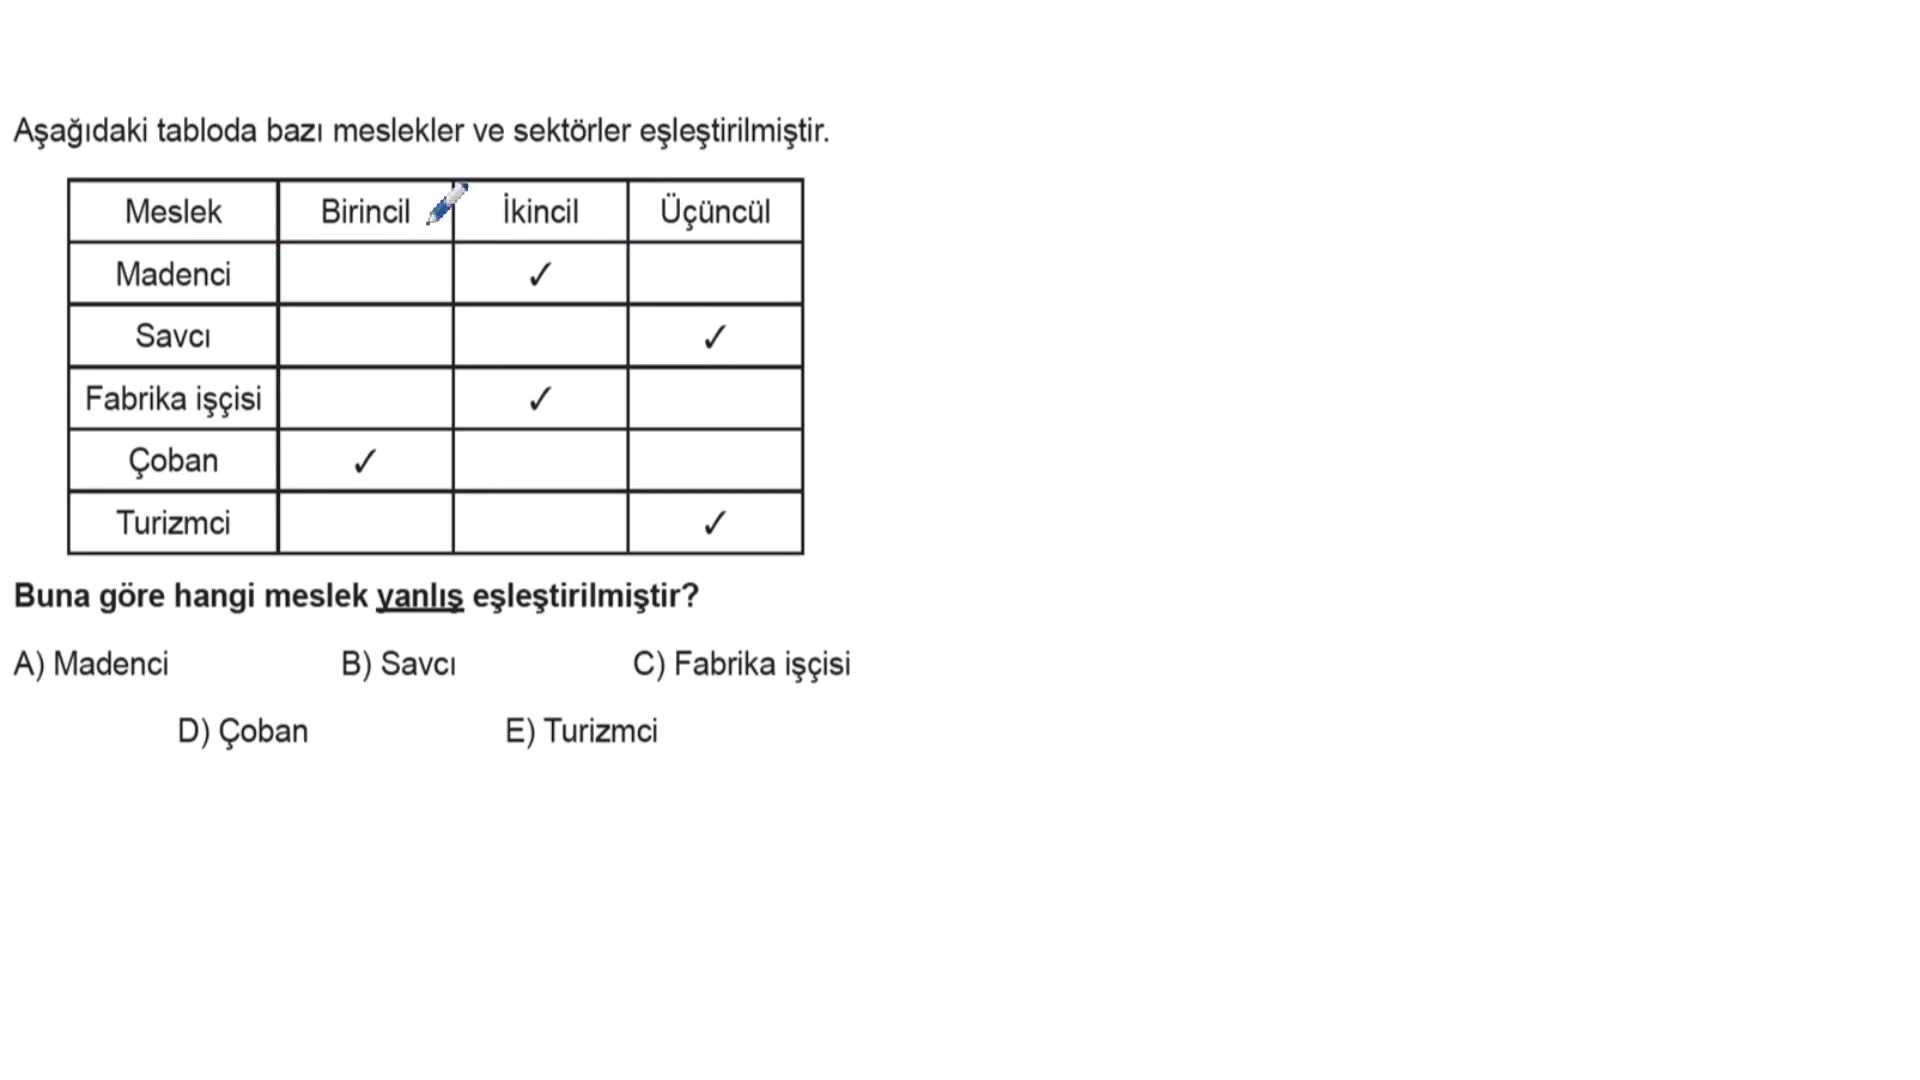 Aşağıdaki tabloda bazı meslekler ve sektörler eşleştirilmiştir.
Meslek Birincil İkincil Üçüncül
Madenci ✓
Savcı ✓
Fabrika işçisi ✓
Çoban ✓
Turizmci ✓
Buna göre hangi meslek yanlış eşleştirilmiştir?
A) Madenci B) Savcı C) Fabrika işçisi
D) Çoban E) Turizmci